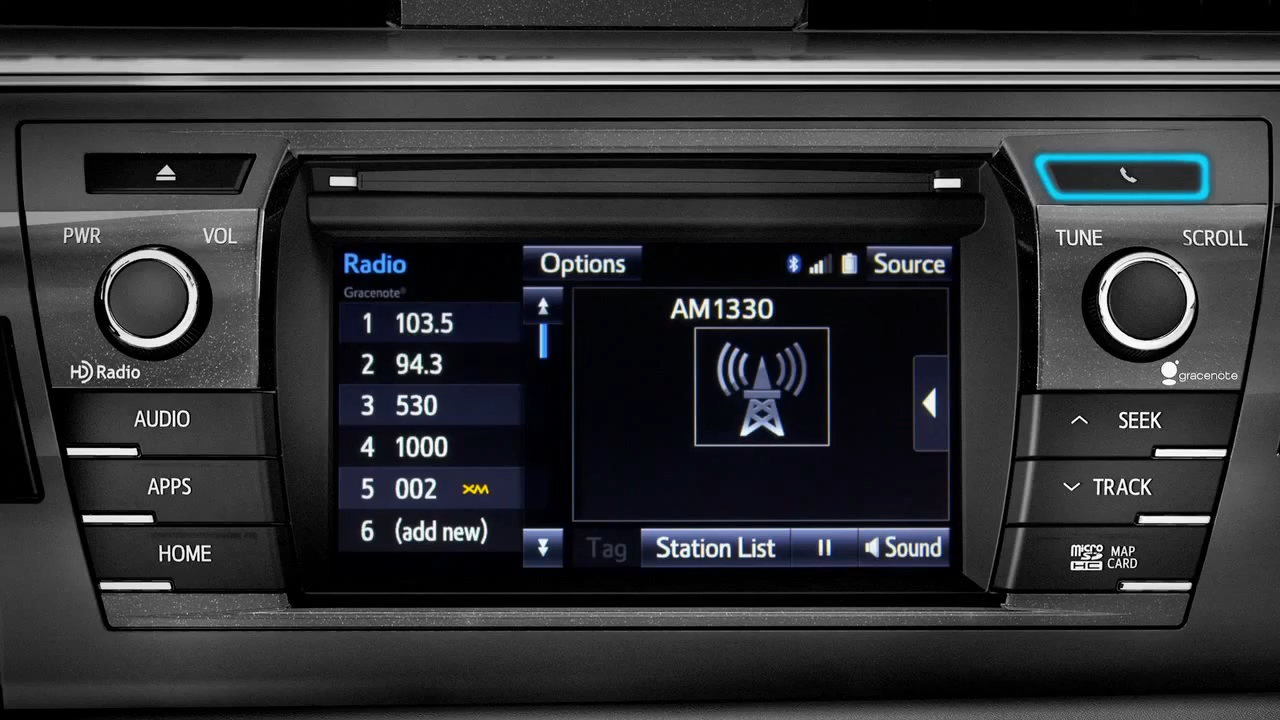 PWR VOL
HD Radio
AUDIO
APPS
HOME
Radio
Gracenote®
1 103.5
2 94.3
3 530
4 1000
5 002 XM
6 (add new)
Options
Source
AM1330
Tag
Station List
Sound
TUNE SCROLL
gracenote
SEEK
TRACK
micro SD HC MAP
CARD